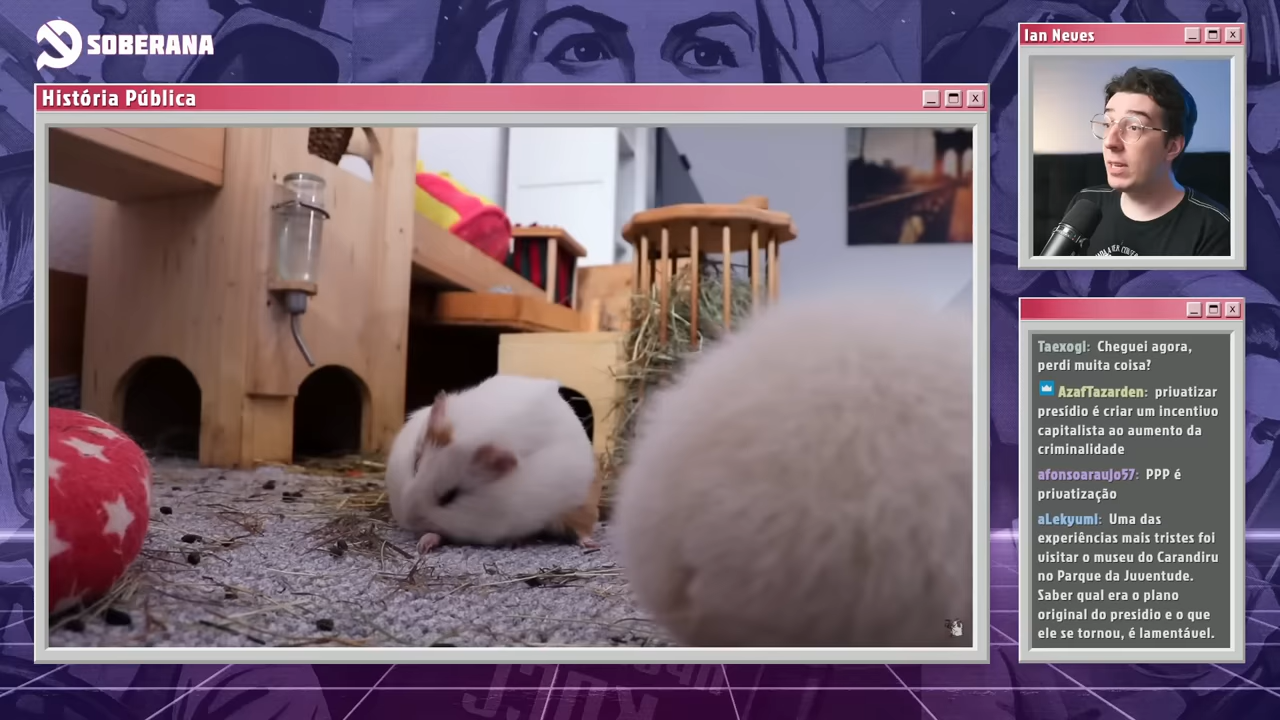 SOBERANA
História Pública
Ian Neves
Taexogl: Cheguei agora,
perdi muita coisa?
AzafTazarden: privatizar
presídio é criar um incentivo
capitalista ao aumento da
criminalidade
afonsoaraujo57: PPP é
privatização
aLekyumi: Uma das
experiências mais tristes foi
visitar o museu do Carandiru
no Parque da Juventude.
Saber qual era o plano
original do presidio e o que
ele se tornou, é lamentável.